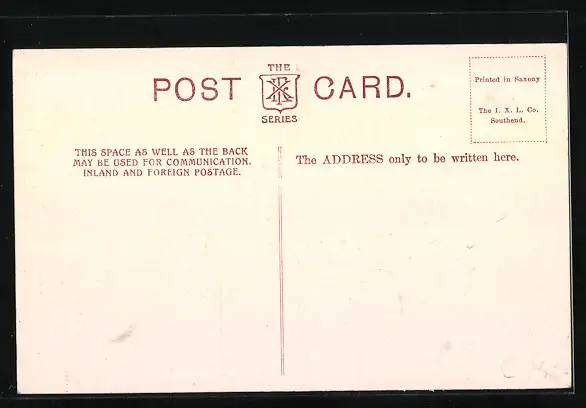 THE
POST CARD.
SERIES
Printed in Saxony
The I. X. L. Co.
Southend.
THIS SPACE AS WELL AS THE BACK
MAY BE USED FOR COMMUNICATION.
INLAND AND FOREIGN POSTAGE.
The ADDRESS only to be written here.